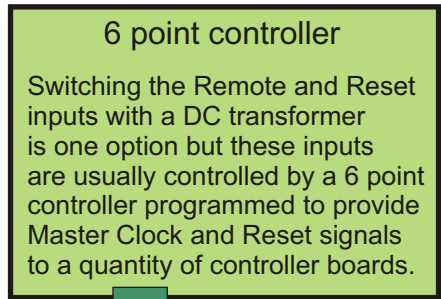 6 point controller
Switching the Remote and Reset
inputs with a DC transformer
is one option but these inputs
are usually controlled by a 6 point
controller programmed to provide
Master Clock and Reset signals
to a quantity of controller boards.